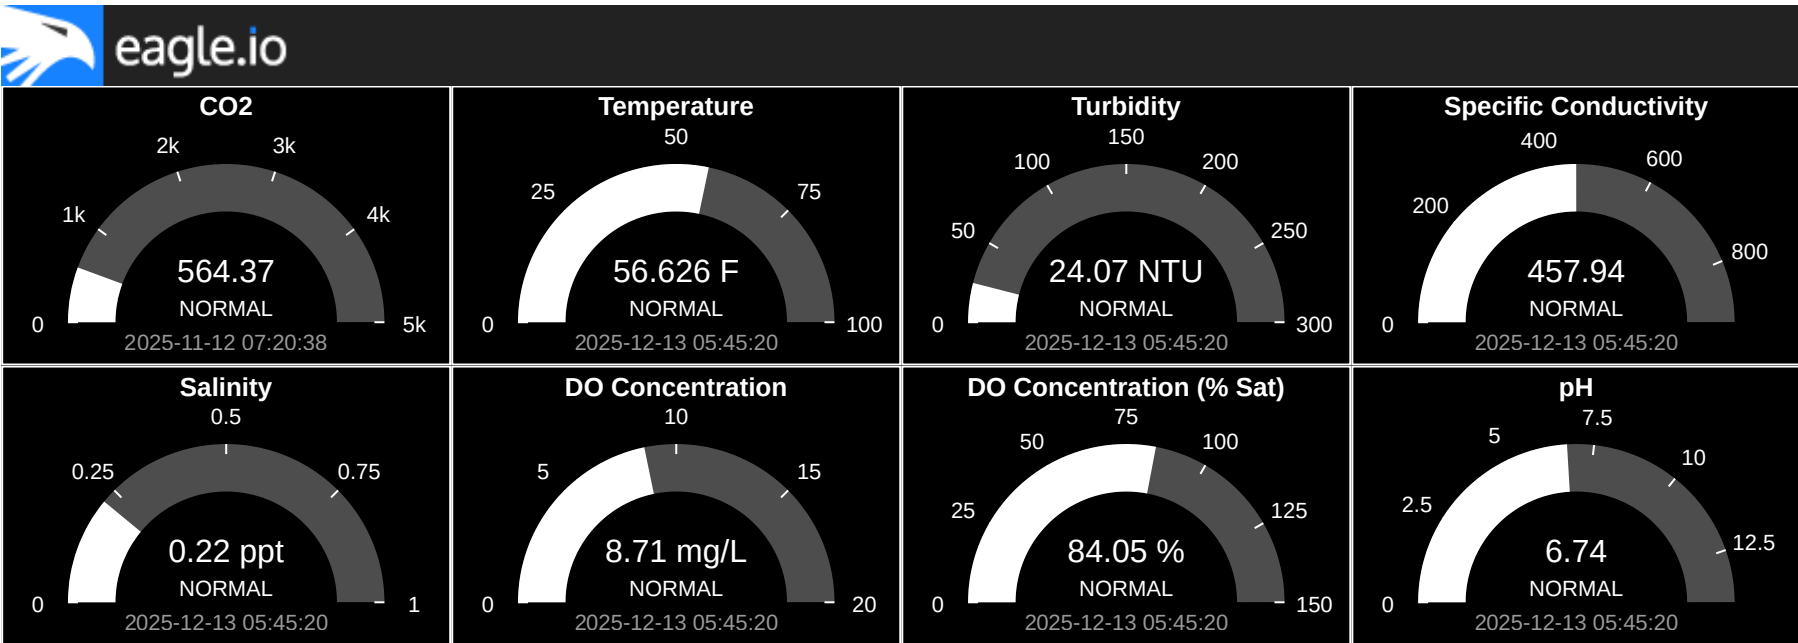 eagle.io
CO2
2k
3k
1k
4k
564.37
NORMAL
0
5k
2025-11-12 07:20:38
Temperature
50
25
75
56.626 F
NORMAL
0
100
2025-12-13 05:45:20
Turbidity
150
100
200
50
250
24.07 NTU
NORMAL
0
300
2025-12-13 05:45:20
Specific Conductivity
400
600
200
800
457.94
NORMAL
0
2025-12-13 05:45:20
Salinity
0.5
0.25
0.75
0.22 ppt
NORMAL
0
1
2025-12-13 05:45:20
DO Concentration
10
5
15
8.71 mg/L
NORMAL
0
20
2025-12-13 05:45:20
DO Concentration (% Sat)
75
50
100
25
125
84.05 %
NORMAL
0
150
2025-12-13 05:45:20
pH
7.5
5
10
2.5
12.5
6.74
NORMAL
0
2025-12-13 05:45:20